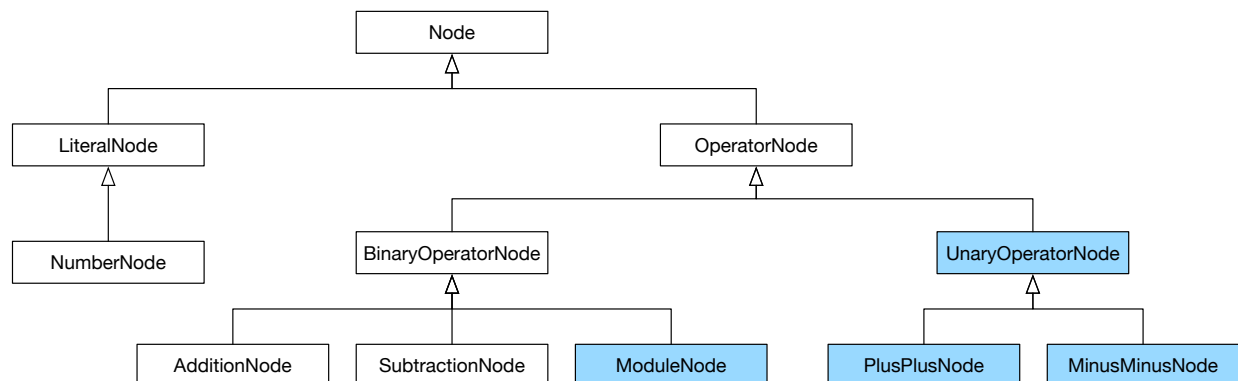 Node
LiteralNode
OperatorNode
NumberNode
BinaryOperatorNode
UnaryOperatorNode
AdditionNode
SubtractionNode
ModuleNode
PlusPlusNode
MinusMinusNode